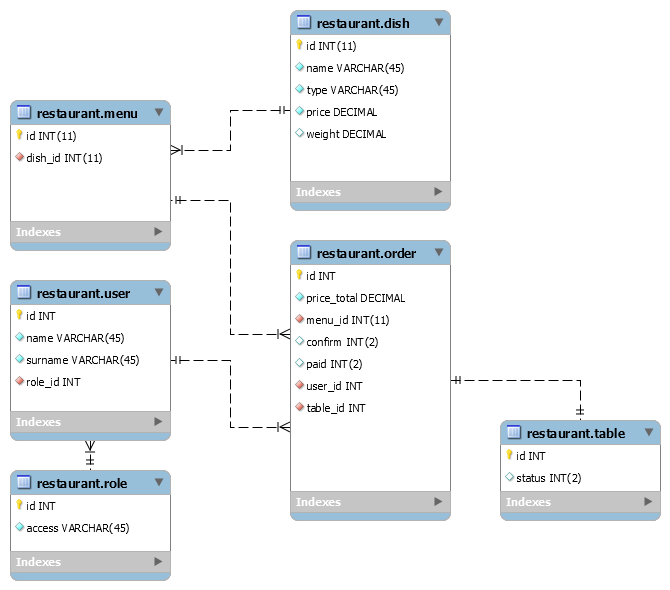 restaurant.dish
id INT(11)
name VARCHAR(45)
type VARCHAR(45)
price DECIMAL
weight DECIMAL
Indexes
restaurant.menu
id INT(11)
dish_id INT(11)
Indexes
restaurant.order
id INT
price_total DECIMAL
menu_id INT(11)
confirm INT(2)
paid INT(2)
user_id INT
table_id INT
Indexes
restaurant.user
id INT
name VARCHAR(45)
surname VARCHAR(45)
role_id INT
Indexes
restaurant.table
id INT
status INT(2)
Indexes
restaurant.role
id INT
access VARCHAR(45)
Indexes